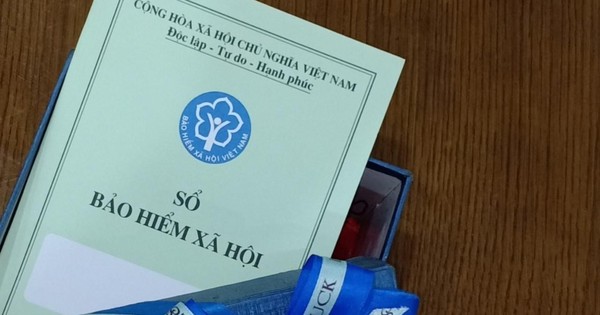 CỘNG HÒA XÃ HỘI CHỦ NGHĨA VIỆT NAM
Độc lập - Tự do - Hạnh phúc
BẢO HIỂM XÃ HỘI VIỆT NAM
SỔ
BẢO HIỂM XÃ HỘI